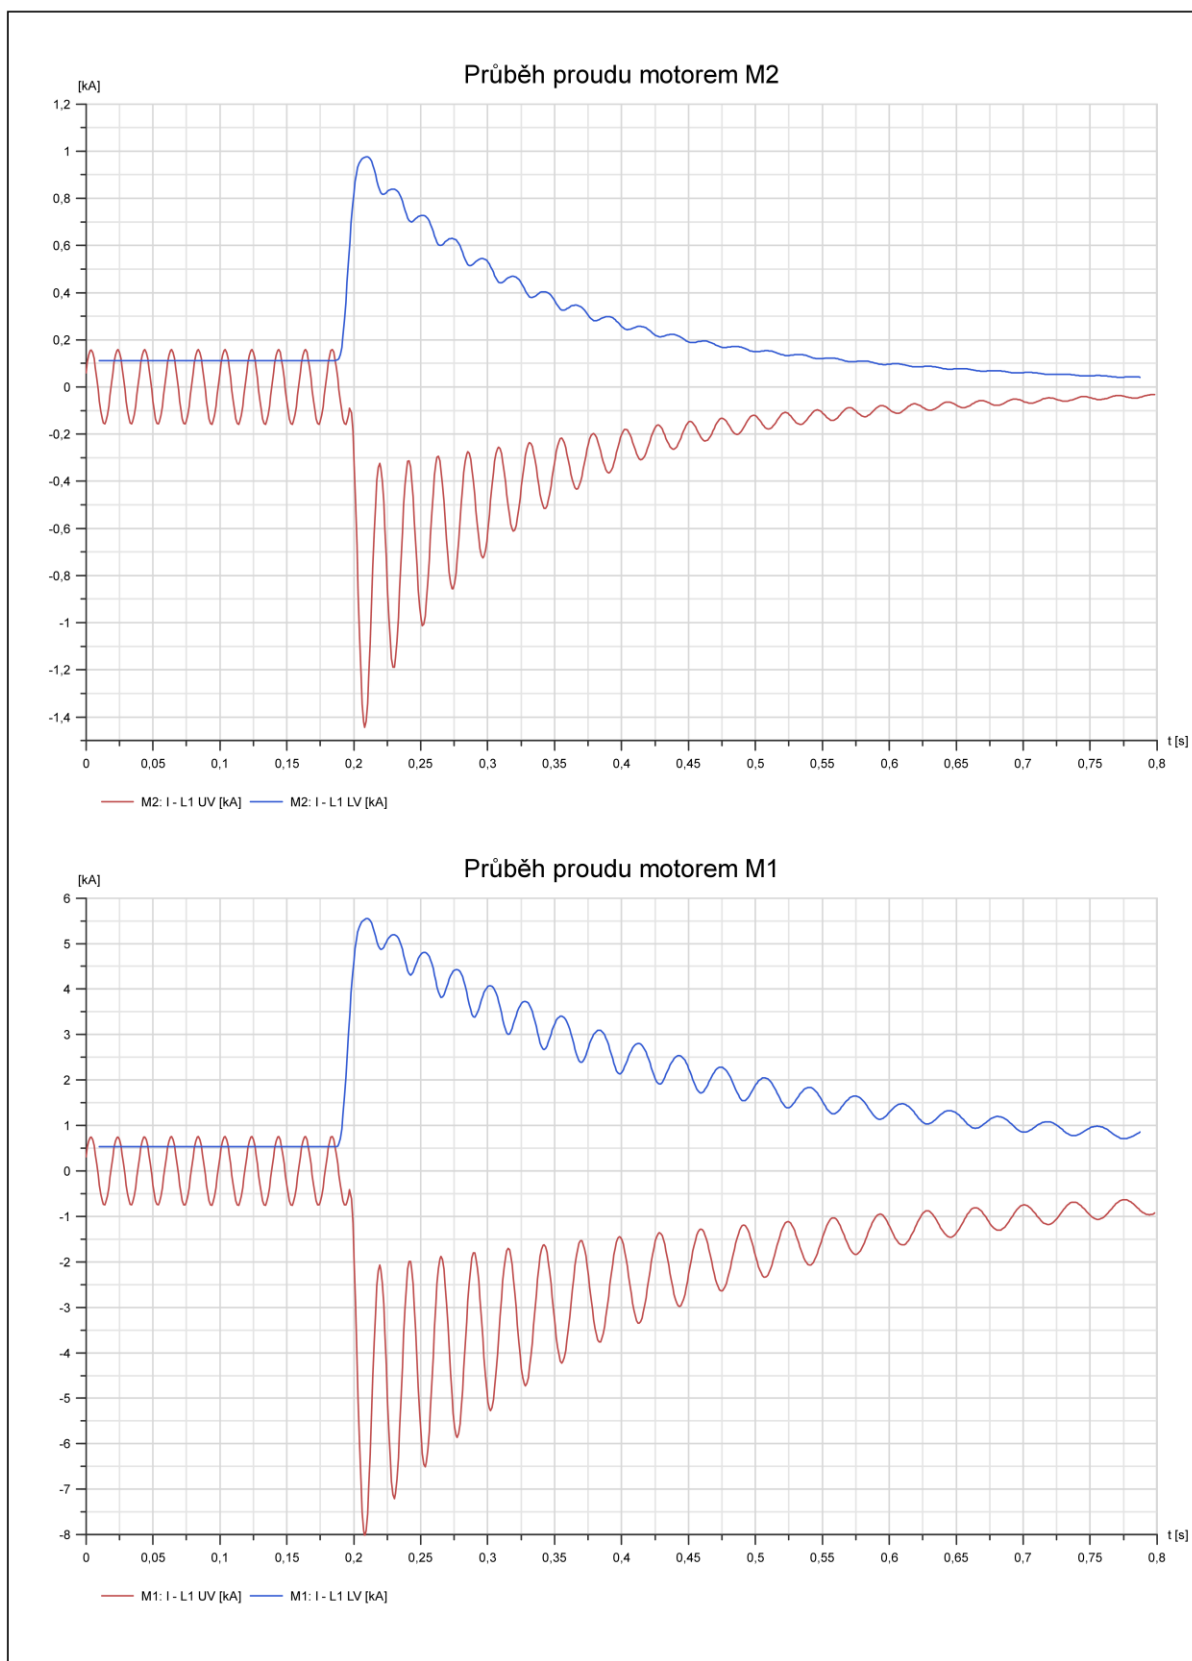 Průběh proudu motorem M2
[kA]
1,2
1
0,8
0,6
0,4
0,2
0
-0,2
-0,4
-0,6
-0,8
-1
-1,2
-1,4
t [s]
0 0,05 0,1 0,15 0,2 0,25 0,3 0,35 0,4 0,45 0,5 0,55 0,6 0,65 0,7 0,75 0,8
M2: I - L1 UV [kA] M2: I - L1 LV [kA]
Průběh proudu motorem M1
[kA]
6
5
4
3
2
1
0
-1
-2
-3
-4
-5
-6
-7
-8
t [s]
0 0,05 0,1 0,15 0,2 0,25 0,3 0,35 0,4 0,45 0,5 0,55 0,6 0,65 0,7 0,75 0,8
M1: I - L1 UV [kA] M1: I - L1 LV [kA]